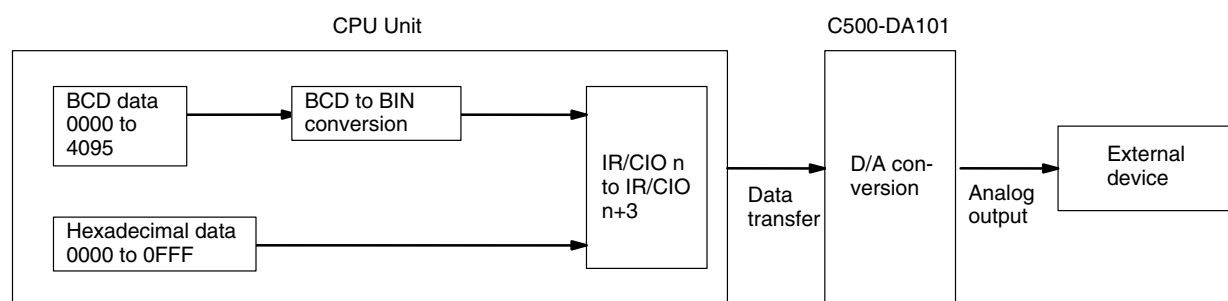 CPU Unit
C500-DA101
BCD data
0000 to
4095
BCD to BIN
conversion
IR/CIO n
to IR/CIO
n+3
Hexadecimal data
0000 to 0FFF
Data
transfer
D/A con-
version
Analog
output
External
device